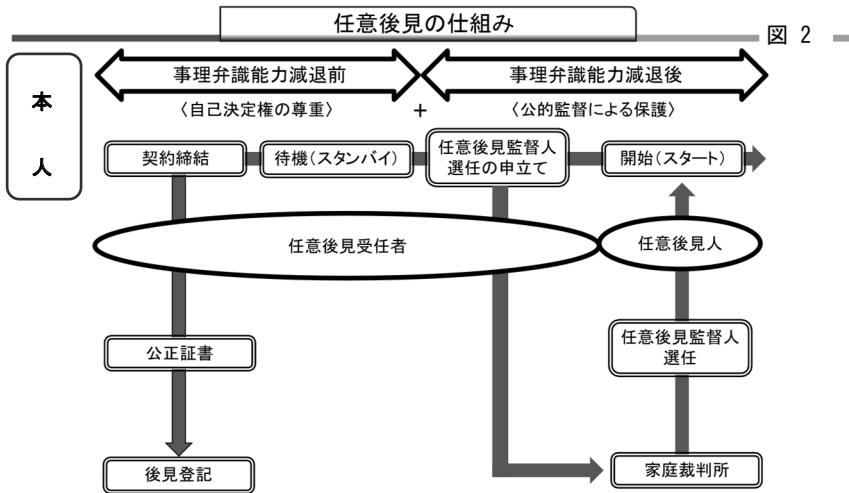 任意後見の仕組み
図 2
本
人
事理弁識能力減退前
事理弁識能力減退後
〈自己決定権の尊重〉
+
〈公的監督による保護〉
契約締結
待機(スタンバイ)
任意後見監督人
選任の申立て
開始(スタート)
任意後見受任者
任意後見人
公正証書
任意後見監督人
選任
後見登記
家庭裁判所